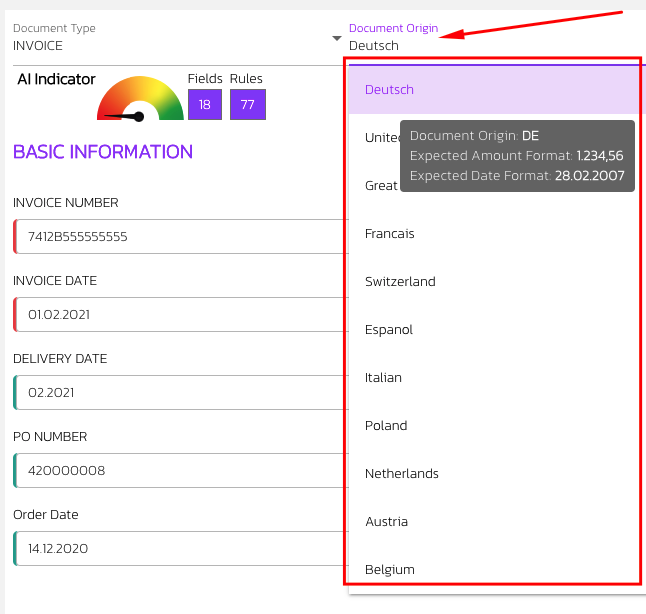 Document Type
INVOICE
Document Origin
Deutsch
AI Indicator
Fields
Rules
18
77
BASIC INFORMATION
INVOICE NUMBER
7412B555555555
INVOICE DATE
01.02.2021
DELIVERY DATE
02.2021
PO NUMBER
420000008
Order Date
14.12.2020
Deutsch
United
Document Origin: DE
Expected Amount Format: 1.234,56
Expected Date Format: 28.02.2007
Great
Francais
Switzerland
Espanol
Italian
Poland
Netherlands
Austria
Belgium